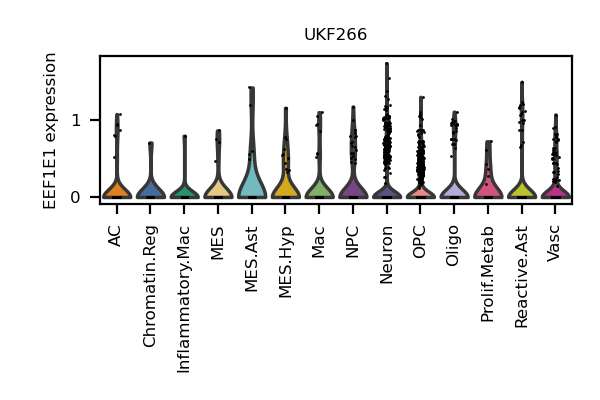 UKF266
EEF1E1 expression
1
0
AC
Chromatin.Reg
Inflammatory.Mac
MES
MES.Ast
MES.Hyp
Mac
NPC
Neuron
OPC
Oligo
Prolif.Metab
Reactive.Ast
Vasc